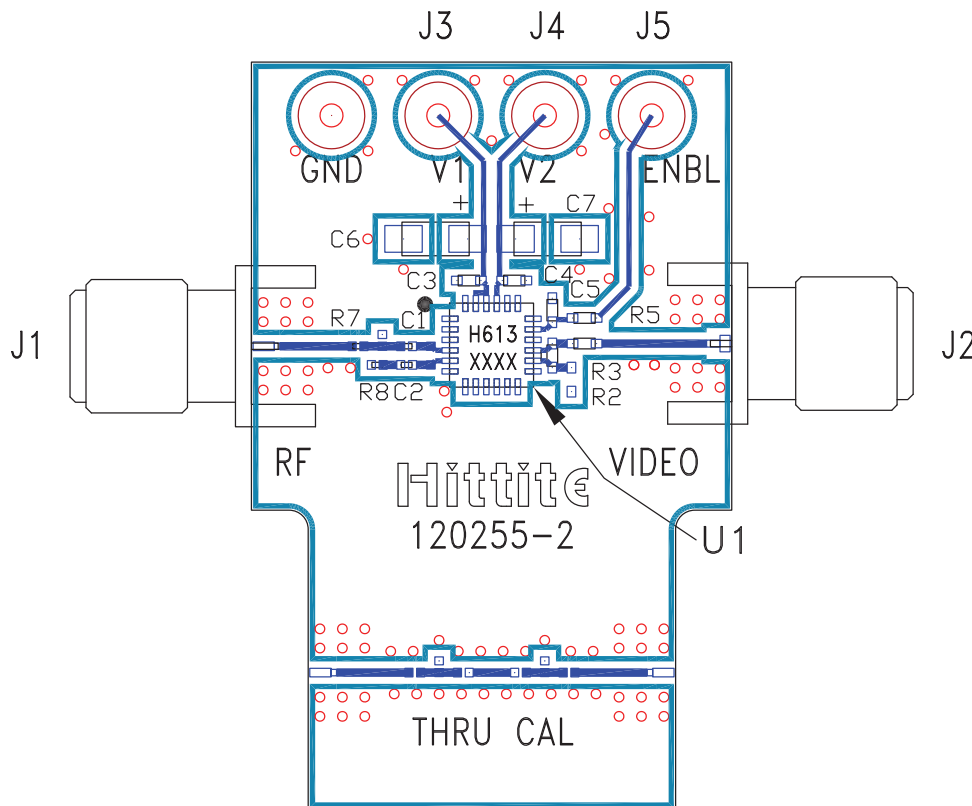 J3 J4 J5
GND V1 V2 ENBL
+ + C7
C6
C3 C4
C5
R7 C1 R5
J1 H613 J2
XXXX
R8 C2 R3
R2
RF VIDEO
Hittite
120255-2 U1
THRU CAL